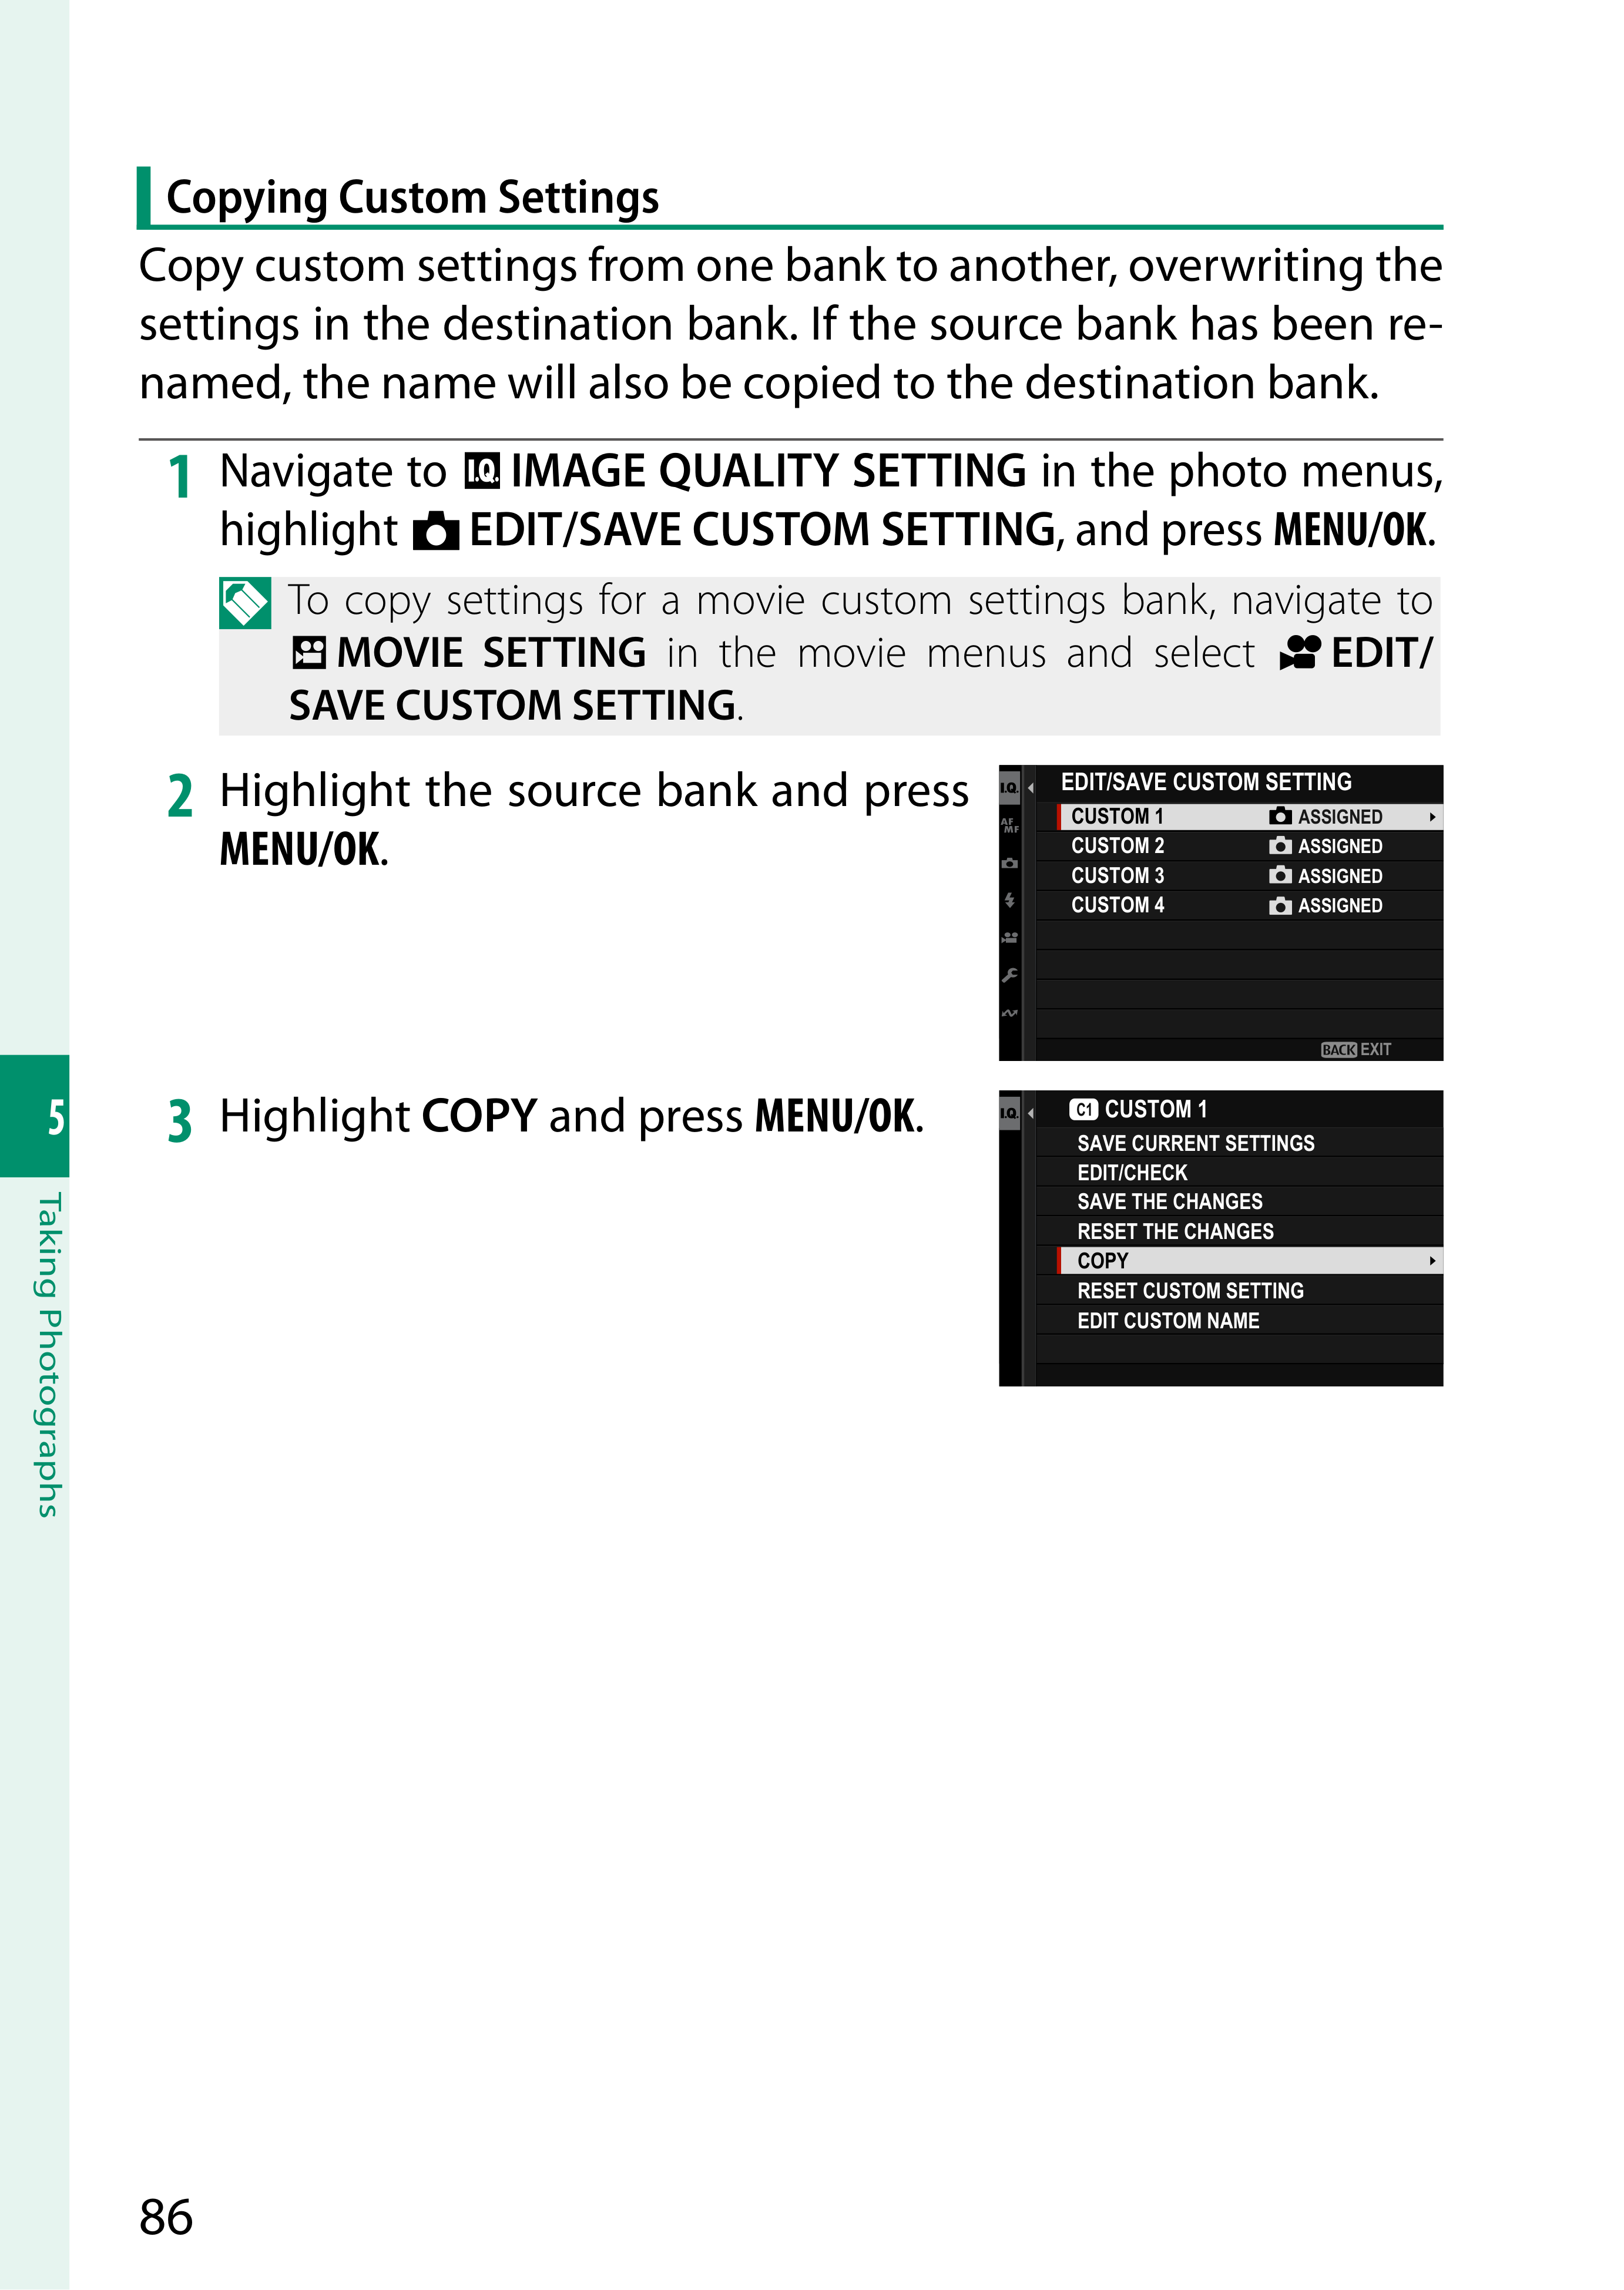 Copying Custom Settings
Copy custom settings from one bank to another, overwriting the
settings in the destination bank. If the source bank has been re-
named, the name will also be copied to the destination bank.
1 Navigate to I.Q. IMAGE QUALITY SETTING in the photo menus,
highlight EDIT/SAVE CUSTOM SETTING, and press MENU/OK.
To copy settings for a movie custom settings bank, navigate to
MOVIE SETTING in the movie menus and select EDIT/
SAVE CUSTOM SETTING.
2 Highlight the source bank and press
MENU/OK.
I.Q. EDIT/SAVE CUSTOM SETTING
CUSTOM 1 ASSIGNED
AF
MF
CUSTOM 2 ASSIGNED
CUSTOM 3 ASSIGNED
CUSTOM 4 ASSIGNED
BACK EXIT
3 Highlight COPY and press MENU/OK.
I.Q. C1 CUSTOM 1
SAVE CURRENT SETTINGS
EDIT/CHECK
SAVE THE CHANGES
RESET THE CHANGES
COPY
RESET CUSTOM SETTING
EDIT CUSTOM NAME
5
Taking Photographs
86